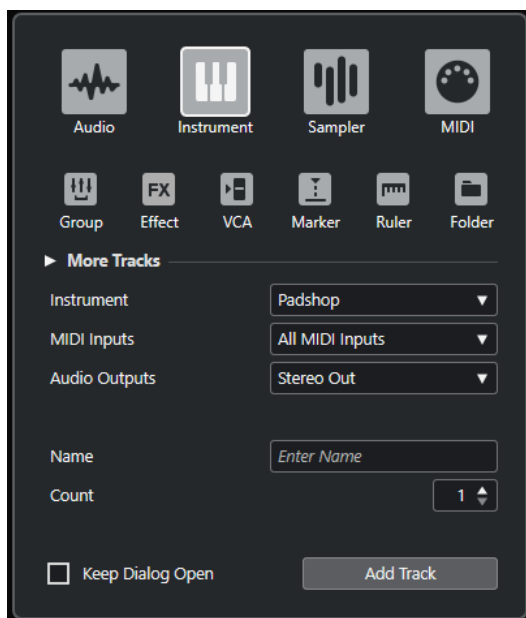 Audio Instrument Sampler MIDI
FX
Group Effect VCA Marker Ruler Folder
More Tracks
Instrument Padshop
MIDI Inputs All MIDI Inputs
Audio Outputs Stereo Out
Name Enter Name
Count 1
Keep Dialog Open Add Track